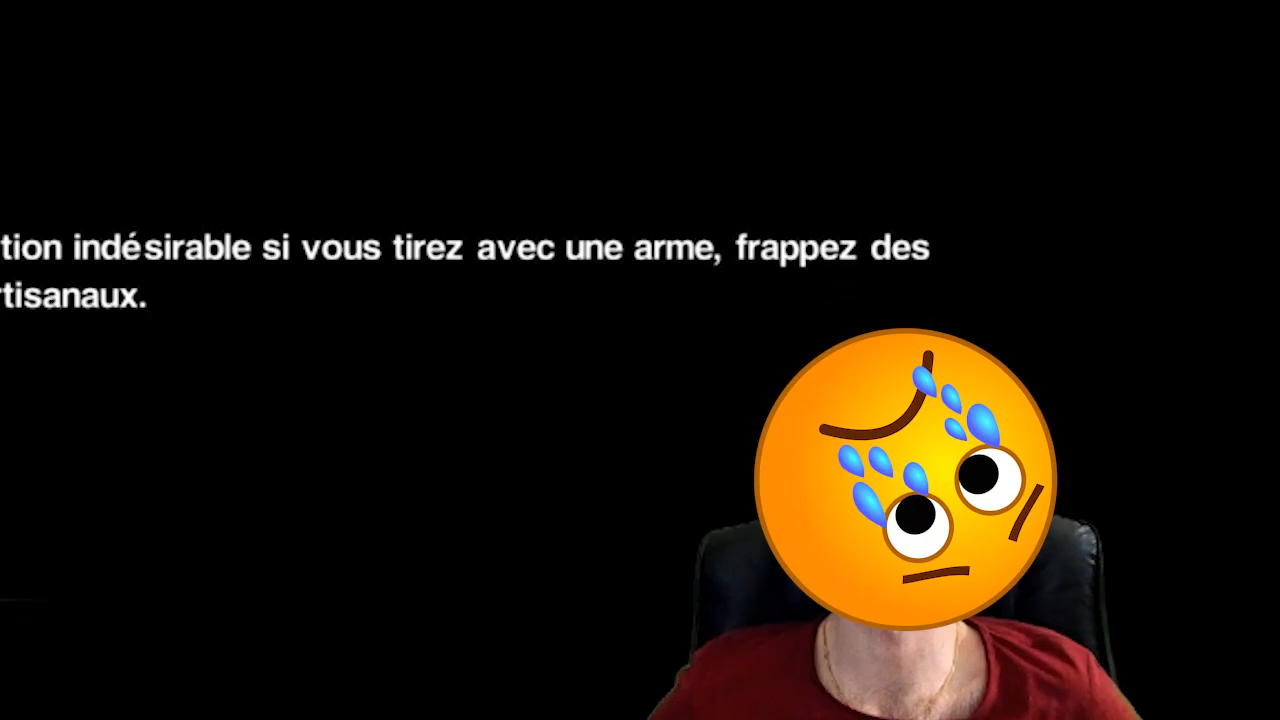 tion indésirable si vous tirez avec une arme, frappez des
rtisanaux.